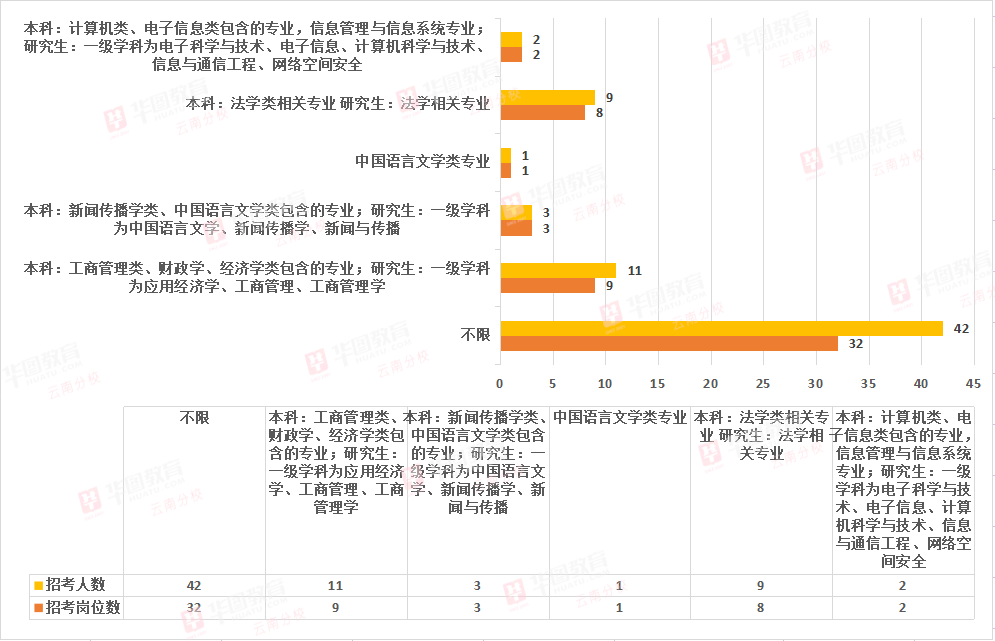 本科：计算机类、电子信息类包含的专业，信息管理与信息系统专业；
研究生：一级学科为电子科学与技术、电子信息、计算机科学与技术、
信息与通信工程、网络空间安全
2
2
本科：法学类相关专业 研究生：法学相关专业
9
8
中国语言文学类专业
1
1
本科：新闻传播学类、中国语言文学类包含的专业；研究生：一级学科
为中国语言文学、新闻传播学、新闻与传播
3
3
本科：工商管理类、财政学、经济学类包含的专业；研究生：一级学科
为应用经济学、工商管理、工商管理学
11
9
不限
42
32
0 5 10 15 20 25 30 35 40 45
不限
本科：工商管理类、
财政学、经济学类包
含的专业；研究生：
一级学科为应用经济
学、工商管理、工商
管理学
本科：新闻传播学类、
中国语言文学类包含
的专业；研究生：一
级学科为中国语言文
学、新闻传播学、新
闻与传播
中国语言文学类专业
本科：法学类相关专
业 研究生：法学相
关专业
本科：计算机类、电
子信息类包含的专业，
信息管理与信息系统
专业；研究生：一级
学科为电子科学与技
术、电子信息、计算
机科学与技术、信息
与通信工程、网络空
间安全
招考人数 42 11 3 1 9 2
招考岗位数 32 9 3 1 8 2
华图教育
云南分校